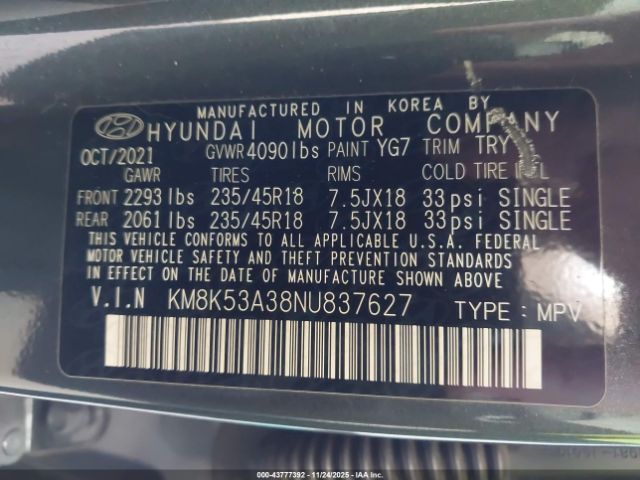 MANUFACTURED IN KOREA BY
HYUNDAI MOTOR COMPANY
OCT/2021 GVWR 4090lbs PAINT YG7 TRIM TRY
GAWR TIRES RIMS COLD TIRE
FRONT 2293lbs 235/45R18 7.5JX18 33psi SINGLE
REAR 2061lbs 235/45R18 7.5JX18 33psi SINGLE
THIS VEHICLE CONFORMS TO ALL APPLICABLE U.S.A. FEDERAL
MOTOR VEHICLE SAFETY AND THEFT PREVENTION STANDARDS
IN EFFECT ON THE DATE OF MANUFACTURE SHOWN ABOVE.
V.I.N KM8K53A38NU837627 TYPE : MPV
000-43777392 11/24/2025 Copyright IAA, Inc.